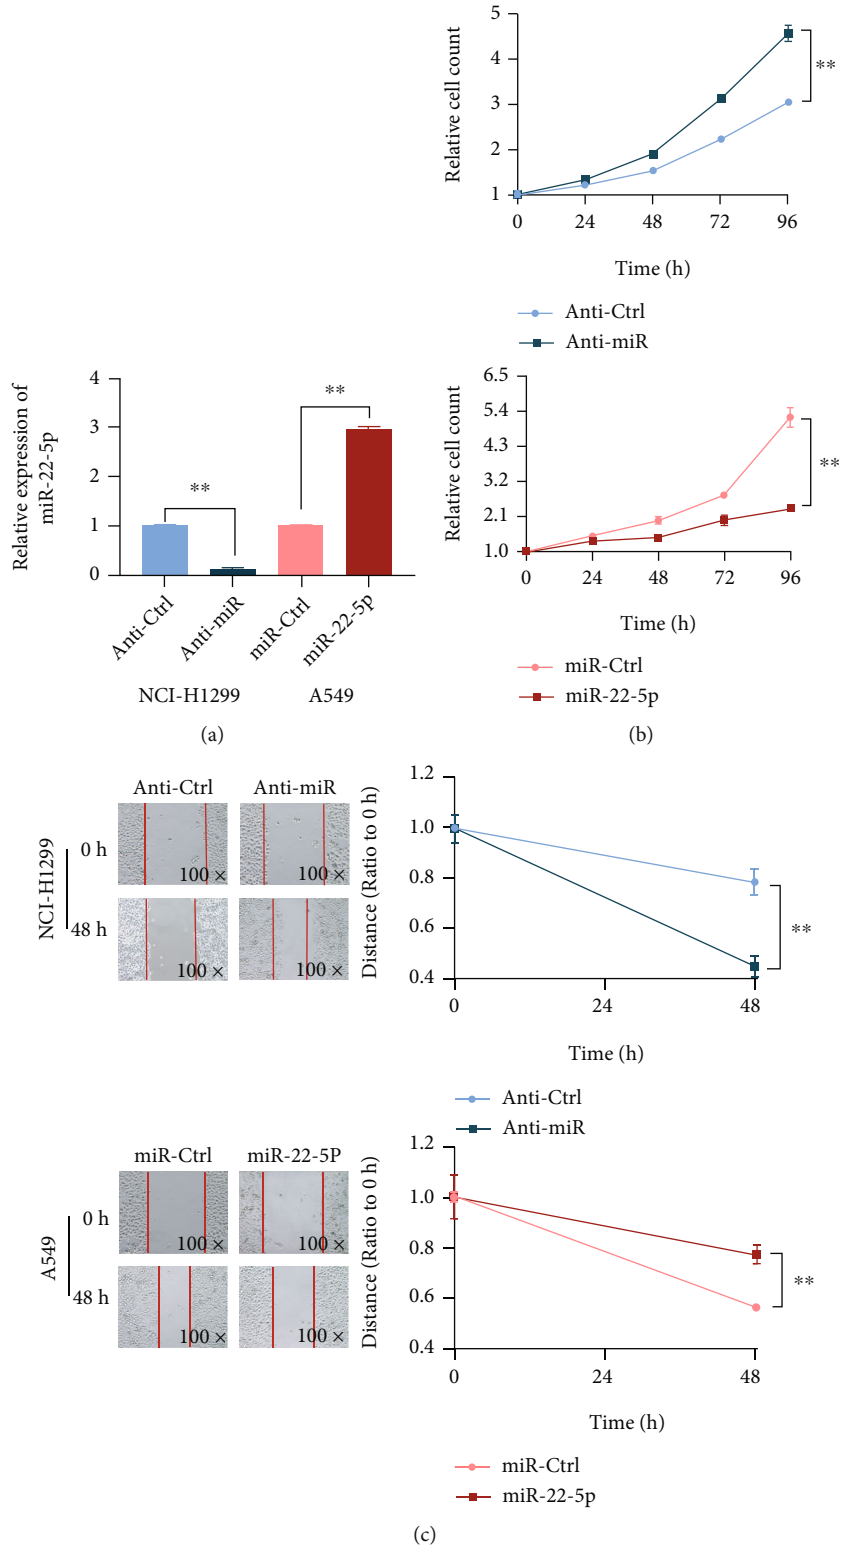 5
4
3
2
1
Relative cell count
**
0 24 48 72 96
Time (h)
Anti-Ctrl
Anti-miR
Relative expression of
miR-22-5p
4
3
2
1
0
**
**
Anti-Ctrl
Anti-miR
miR-Ctrl
miR-22-5p
NCI-H1299 A549
(a)
Relative cell count
6.5
5.4
4.3
3.2
2.1
1.0
**
0 24 48 72 96
Time (h)
miR-Ctrl
miR-22-5p
(b)
Anti-Ctrl Anti-miR
NCI-H1299
0 h
100 × 100 ×
48 h
100 × 100 ×
Distance (Ratio to 0 h)
1.2
1.0
0.8
0.6
0.4
**
0 24 48
Time (h)
Anti-Ctrl
Anti-miR
miR-Ctrl miR-22-5P
A549
0 h
100 × 100 ×
48 h
100 × 100 ×
Distance (Ratio to 0 h)
1.2
1.0
0.8
0.6
0.4
**
0 24 48
Time (h)
miR-Ctrl
miR-22-5p
(c)